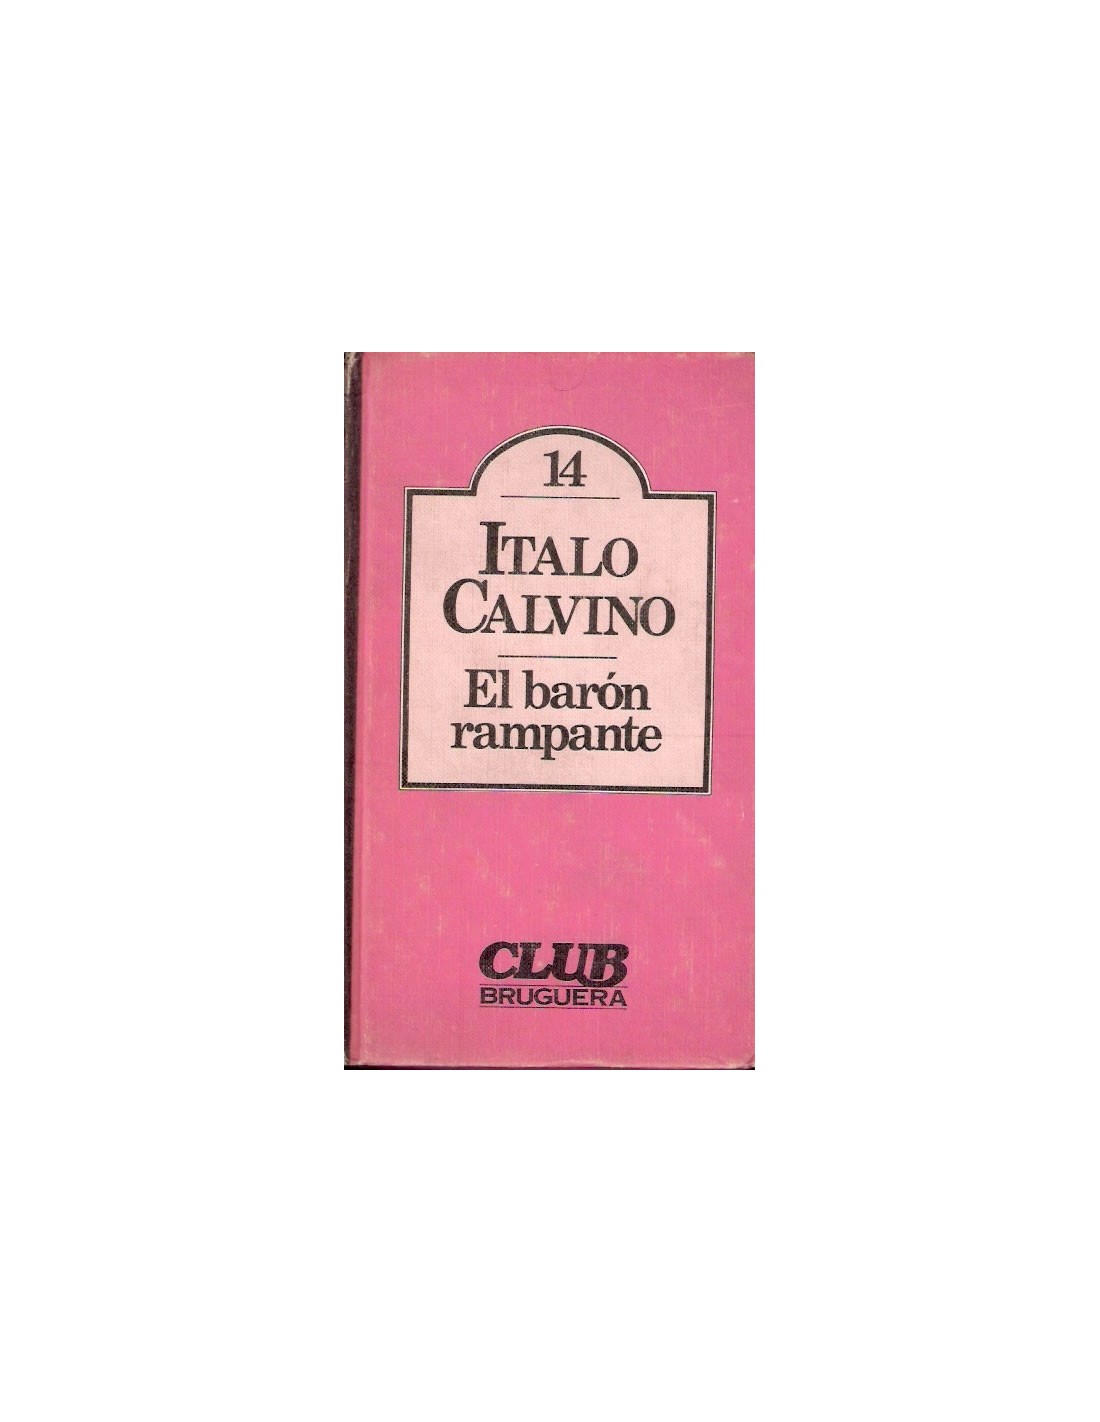 14
ITALO
CALVINO
El barón
rampante
CLUB
BRUGUERA